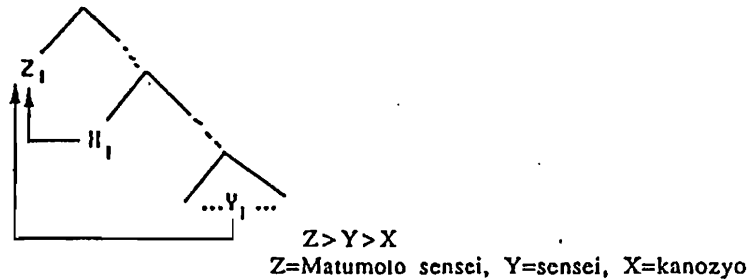 Z₁
X₁
...Y₁ ...
Z>Y>X
Z=Matumoto sensei, Y=sensei, X=kanozyo